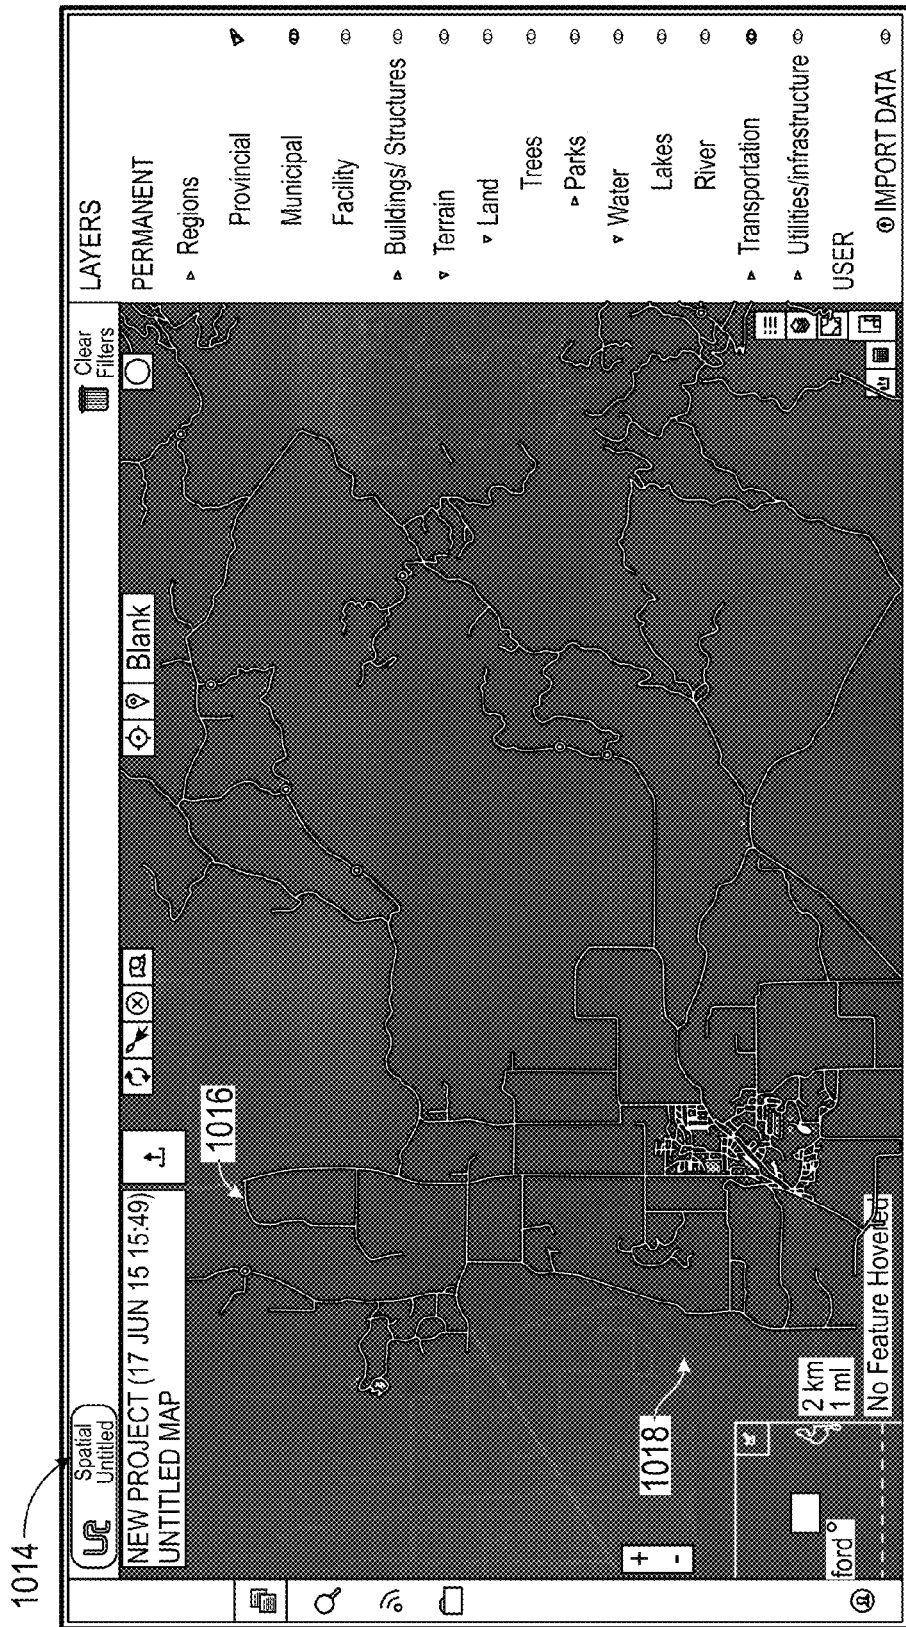 1014
Spatial
Untitled
Clear
Filters
NEW PROJECT (17 JUN 15 15:49)
UNTITLED MAP
Blank
1016
1018
2 km
1 ml
No Feature Hovered
ford
LAYERS
PERMANENT
Regions
Provincial
Municipal
Facility
Buildings/ Structures
Terrain
Land
Trees
Parks
Water
Lakes
River
Transportation
Utilities/infrastructure
USER
IMPORT DATA